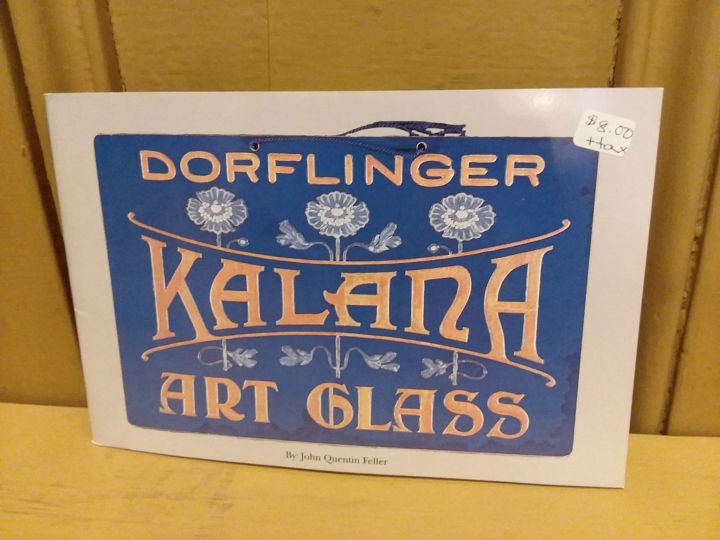 $8.00
+tax
DORFLINGER
KALANA
ART GLASS
By: John Quentin Feller